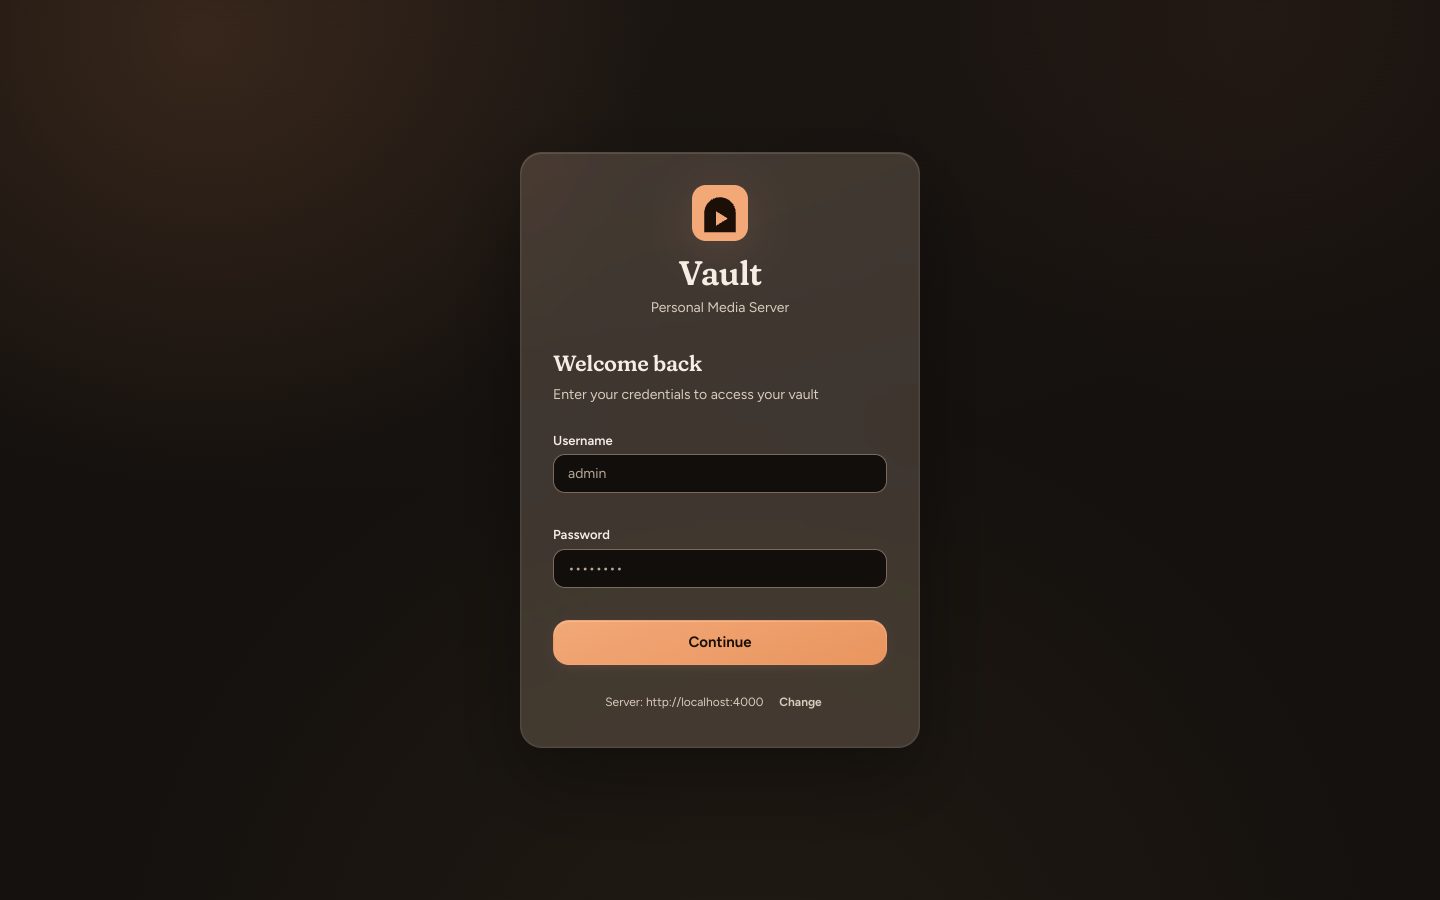 Vault
Personal Media Server
Welcome back
Enter your credentials to access your vault
Username
admin
Password
••••••••
Continue
Server: http://localhost:4000 Change